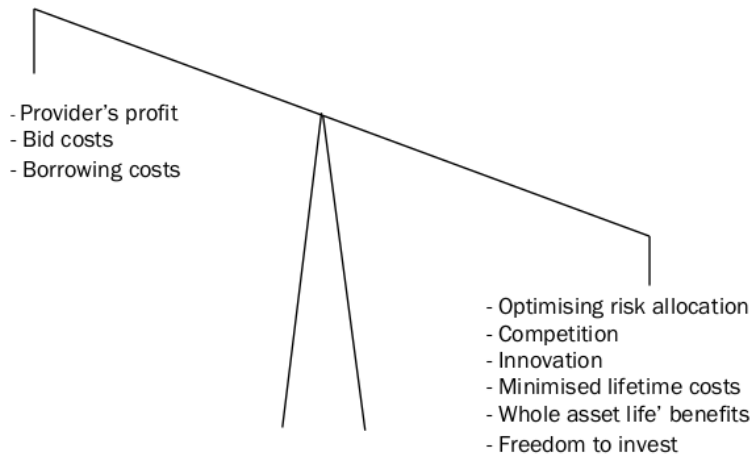 - Provider's profit
- Bid costs
- Borrowing costs
- Optimising risk allocation
- Competition
- Innovation
- Minimised lifetime costs
- Whole asset life' benefits
- Freedom to invest